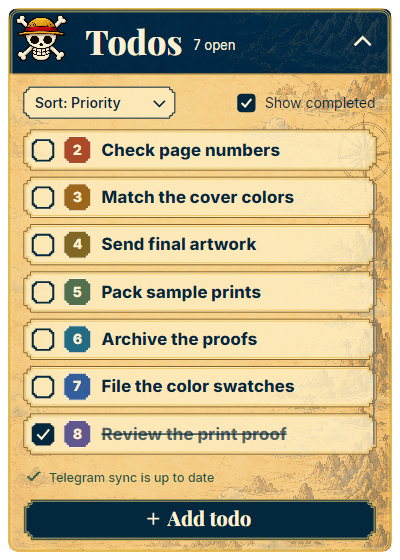 Todos 7 open
Sort: Priority Show completed
2 Check page numbers
3 Match the cover colors
4 Send final artwork
5 Pack sample prints
6 Archive the proofs
7 File the color swatches
8 Review the print proof
Telegram sync is up to date
+ Add todo